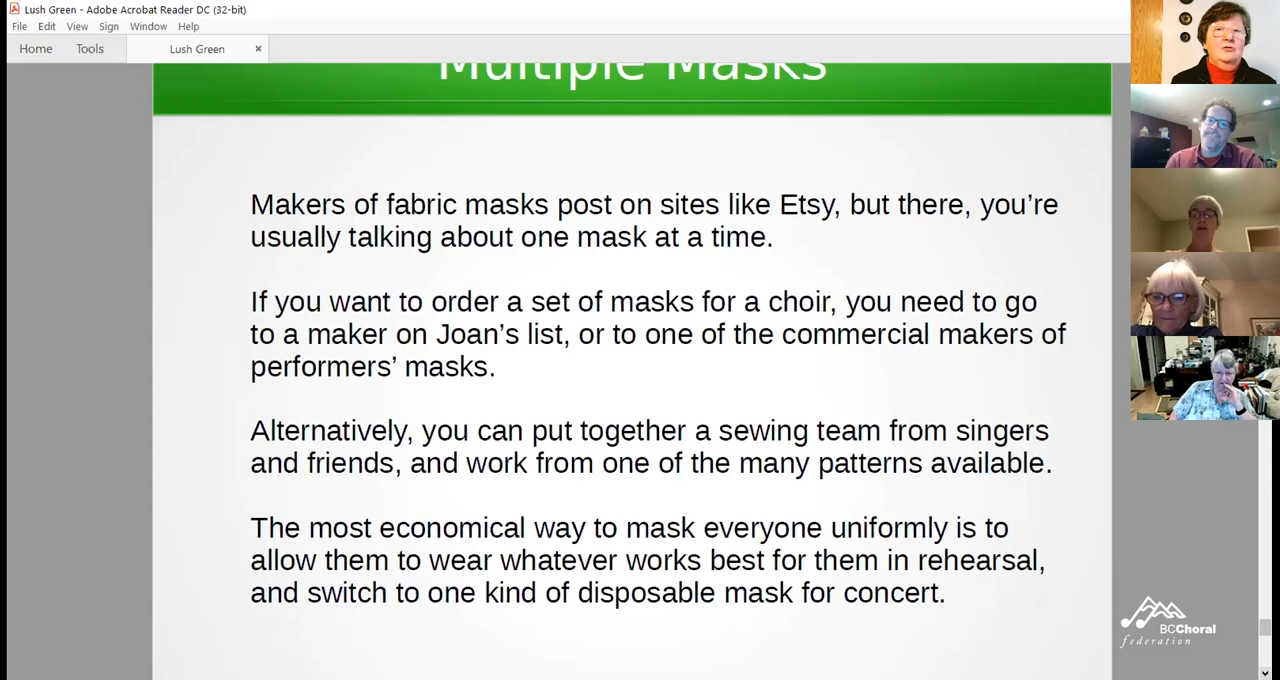 Lush Green - Adobe Acrobat Reader DC (32-bit)
File Edit View Sign Window Help
Home Tools Lush Green ×
Multiple Masks
Makers of fabric masks post on sites like Etsy, but there, you’re
usually talking about one mask at a time.
If you want to order a set of masks for a choir, you need to go
to a maker on Joan’s list, or to one of the commercial makers of
performers’ masks.
Alternatively, you can put together a sewing team from singers
and friends, and work from one of the many patterns available.
The most economical way to mask everyone uniformly is to
allow them to wear whatever works best for them in rehearsal,
and switch to one kind of disposable mask for concert.
BCChoral
federation